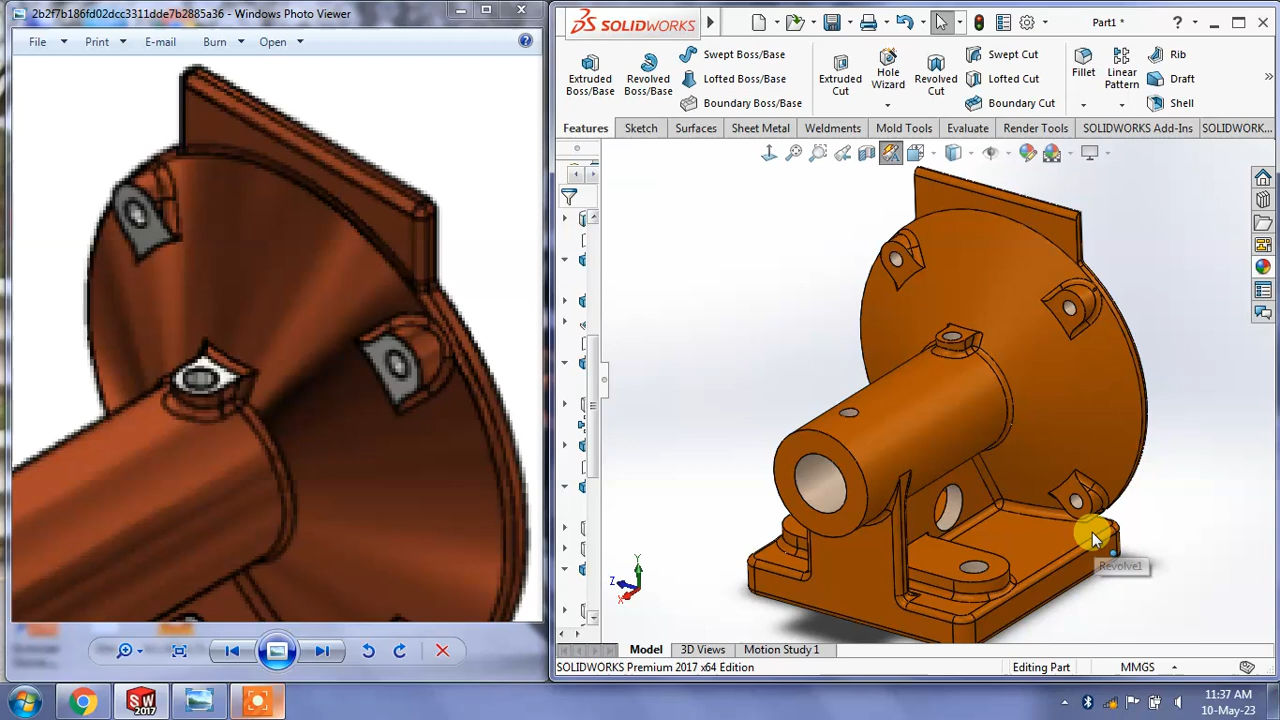 2b2f7b186fd02dcc3311dde7b2885a36 - Windows Photo Viewer
File Print E-mail Burn Open
SOLIDWORKS Part1 *
Extruded Boss/Base
Revolved Boss/Base
Swept Boss/Base
Lofted Boss/Base
Boundary Boss/Base
Extruded Cut
Hole Wizard
Revolved Cut
Swept Cut
Lofted Cut
Boundary Cut
Fillet
Linear Pattern
Rib
Draft
Shell
Features Sketch Surfaces Sheet Metal Weldments Mold Tools Evaluate Render Tools SOLIDWORKS Add-Ins SOLIDWORK...
Revolve1
Y
Z
X
Model 3D Views Motion Study 1
SOLIDWORKS Premium 2017 x64 Edition Editing Part MMGS
SW 2017
11:37 AM
10-May-23